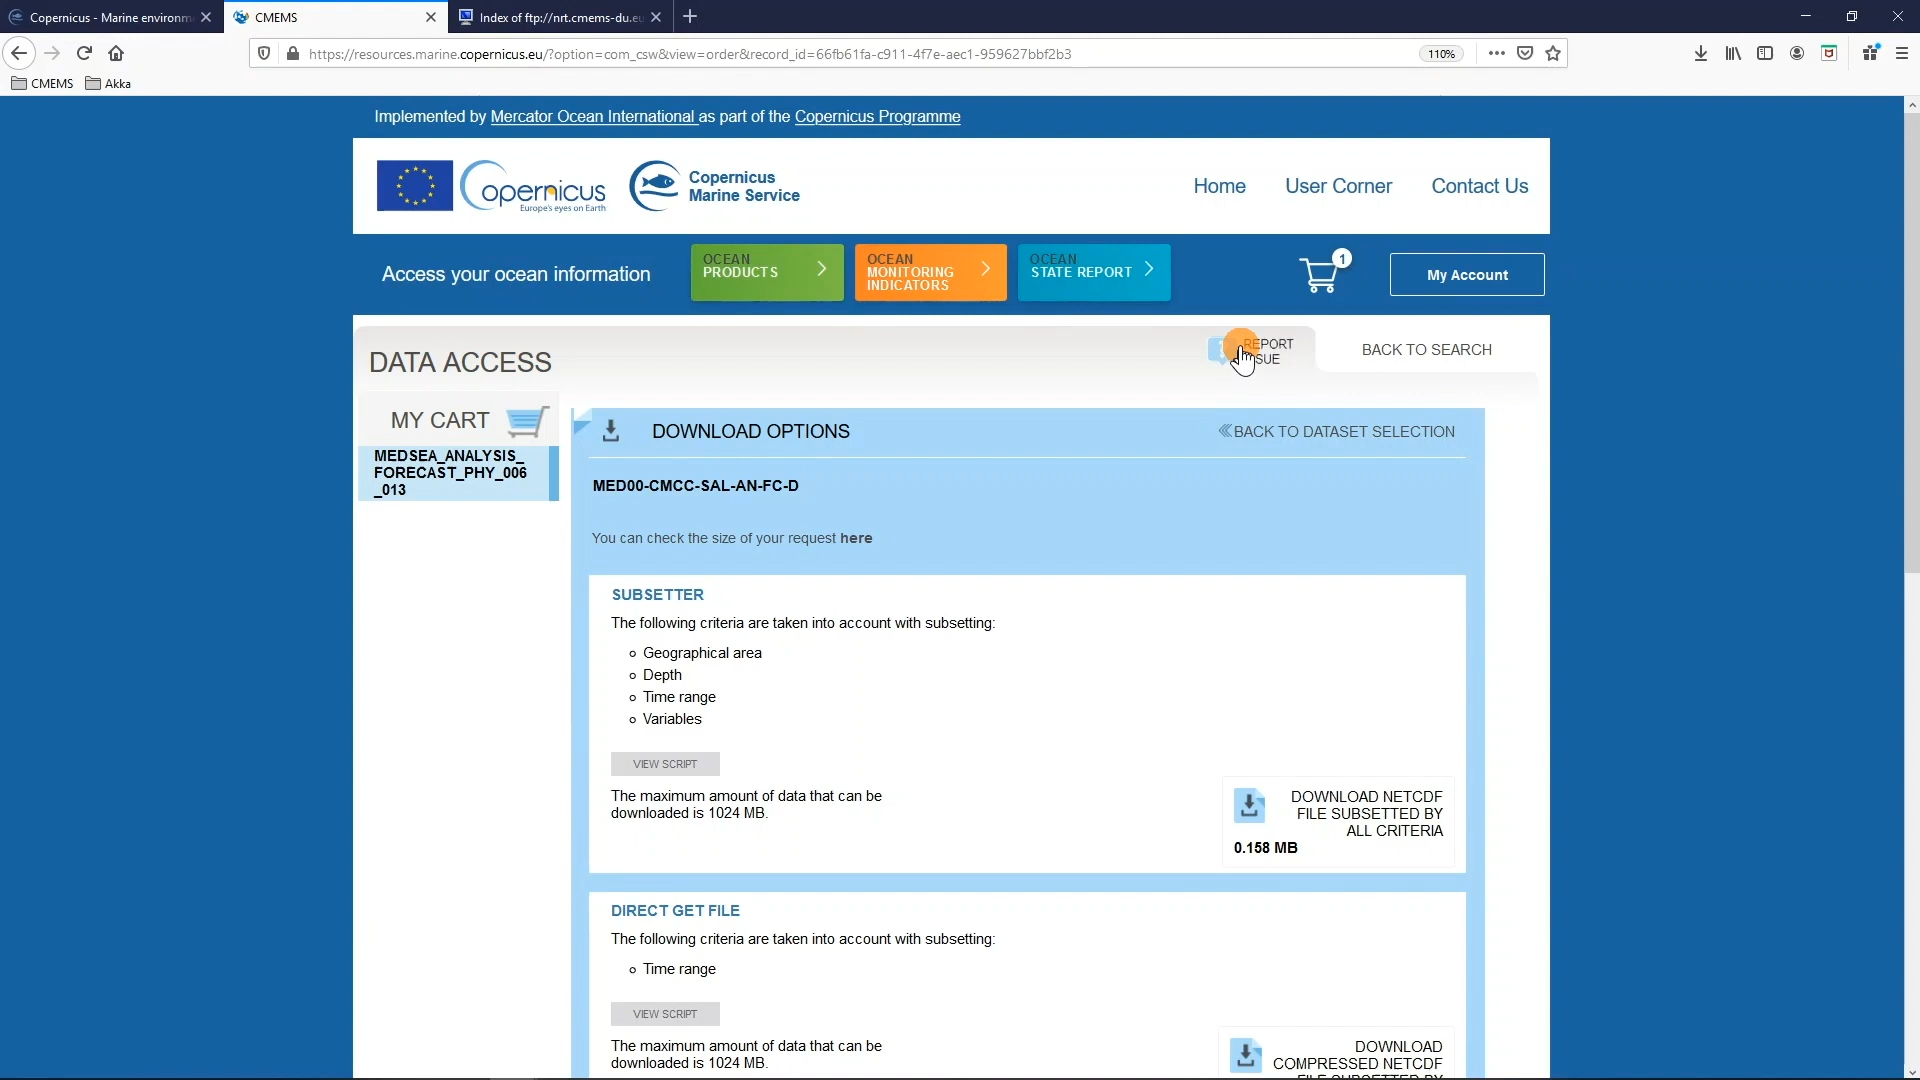 Copernicus - Marine environm
CMEMS
Index of ftp://nrt.cmems-du.eu
https://resources.marine.copernicus.eu/?option=com_csw&view=order&record_id=66fb61fa-c911-4f7e-aec1-959627bbf2b3
110%
CMEMS
Akka
Implemented by Mercator Ocean International as part of the Copernicus Programme
opernicus
Europe's eyes on Earth
Copernicus
Marine Service
Home
User Corner
Contact Us
Access your ocean information
OCEAN
PRODUCTS
OCEAN
MONITORING
INDICATORS
OCEAN
STATE REPORT
1
My Account
DATA ACCESS
REPORT
SUE
BACK TO SEARCH
MY CART
MEDSEA_ANALYSIS_
FORECAST_PHY_006
_013
DOWNLOAD OPTIONS
BACK TO DATASET SELECTION
MED00-CMCC-SAL-AN-FC-D
You can check the size of your request here
SUBSETTER
The following criteria are taken into account with subsetting:
Geographical area
Depth
Time range
Variables
VIEW SCRIPT
The maximum amount of data that can be
downloaded is 1024 MB.
DOWNLOAD NETCDF
FILE SUBSETTED BY
ALL CRITERIA
0.158 MB
DIRECT GET FILE
The following criteria are taken into account with subsetting:
Time range
VIEW SCRIPT
The maximum amount of data that can be
downloaded is 1024 MB.
DOWNLOAD
COMPRESSED NETCDF
FILE SUBSETTED BY